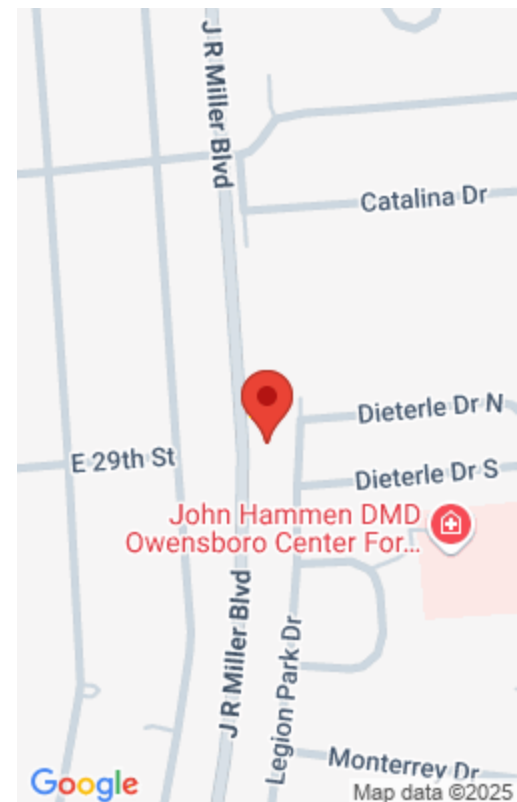 J R Miller Blvd
Catalina Dr
Dieterle Dr N
E 29th St
Dieterle Dr S
John Hammen DMD
Owensboro Center For...
J R Miller Blvd
Legion Park Dr
Monterrey Dr
Google
Map data ©2025